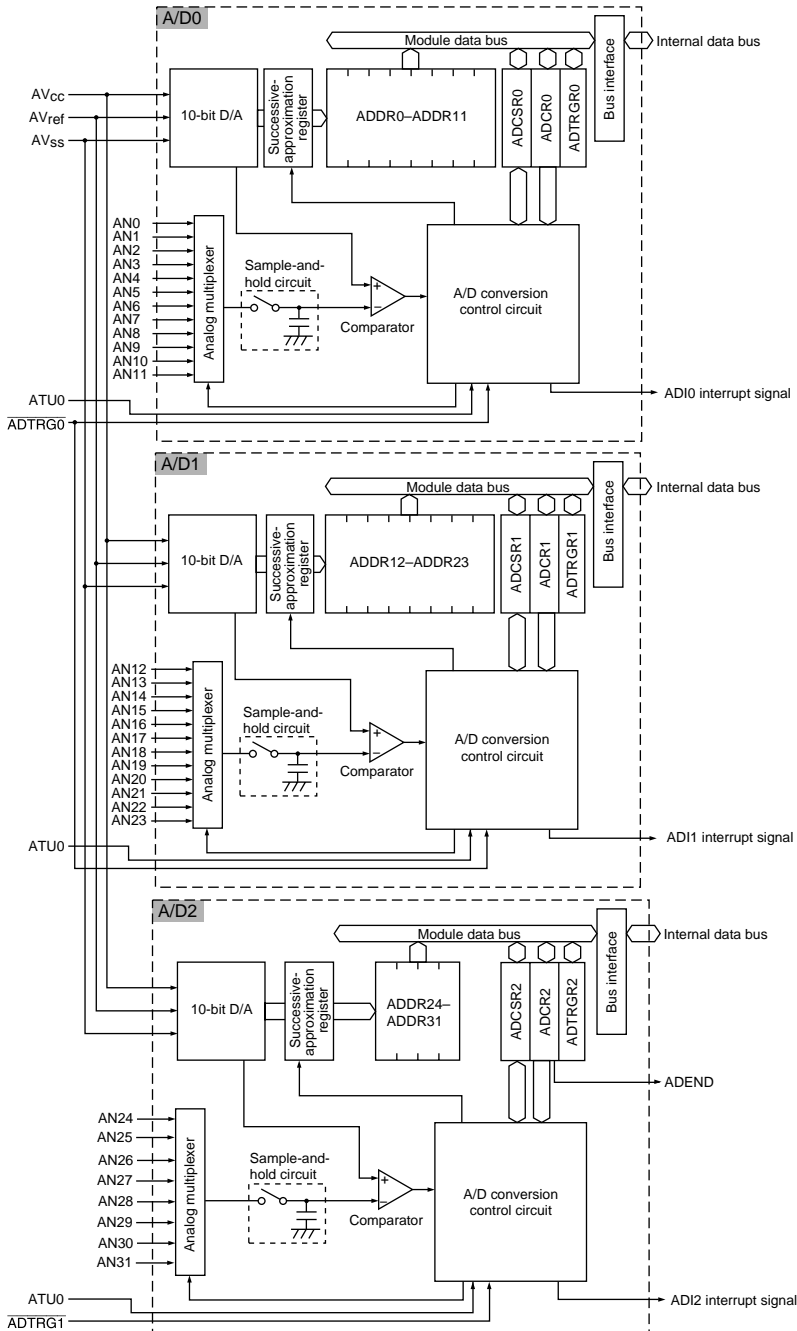 A/D0
Module data bus
Internal data bus
Bus interface
AVcc
AVref
AVss
10-bit D/A
Successive-
approximation
register
ADDR0–ADDR11
ADCSR0
ADCR0
ADTRGR0
AN0
AN1
AN2
AN3
AN4
AN5
AN6
AN7
AN8
AN9
AN10
AN11
Analog multiplexer
Sample-and-
hold circuit
Comparator
+
–
A/D conversion
control circuit
ATU0
ADTRG0
ADI0 interrupt signal
A/D1
Module data bus
Internal data bus
Bus interface
10-bit D/A
Successive-
approximation
register
ADDR12–ADDR23
ADCSR1
ADCR1
ADTRGR1
AN12
AN13
AN14
AN15
AN16
AN17
AN18
AN19
AN20
AN21
AN22
AN23
Analog multiplexer
Sample-and-
hold circuit
Comparator
+
–
A/D conversion
control circuit
ATU0
ADI1 interrupt signal
A/D2
Module data bus
Internal data bus
Bus interface
10-bit D/A
Successive-
approximation
register
ADDR24–
ADDR31
ADCSR2
ADCR2
ADTRGR2
ADEND
AN24
AN25
AN26
AN27
AN28
AN29
AN30
AN31
Analog multiplexer
Sample-and-
hold circuit
Comparator
+
–
A/D conversion
control circuit
ATU0
ADTRG1
ADI2 interrupt signal